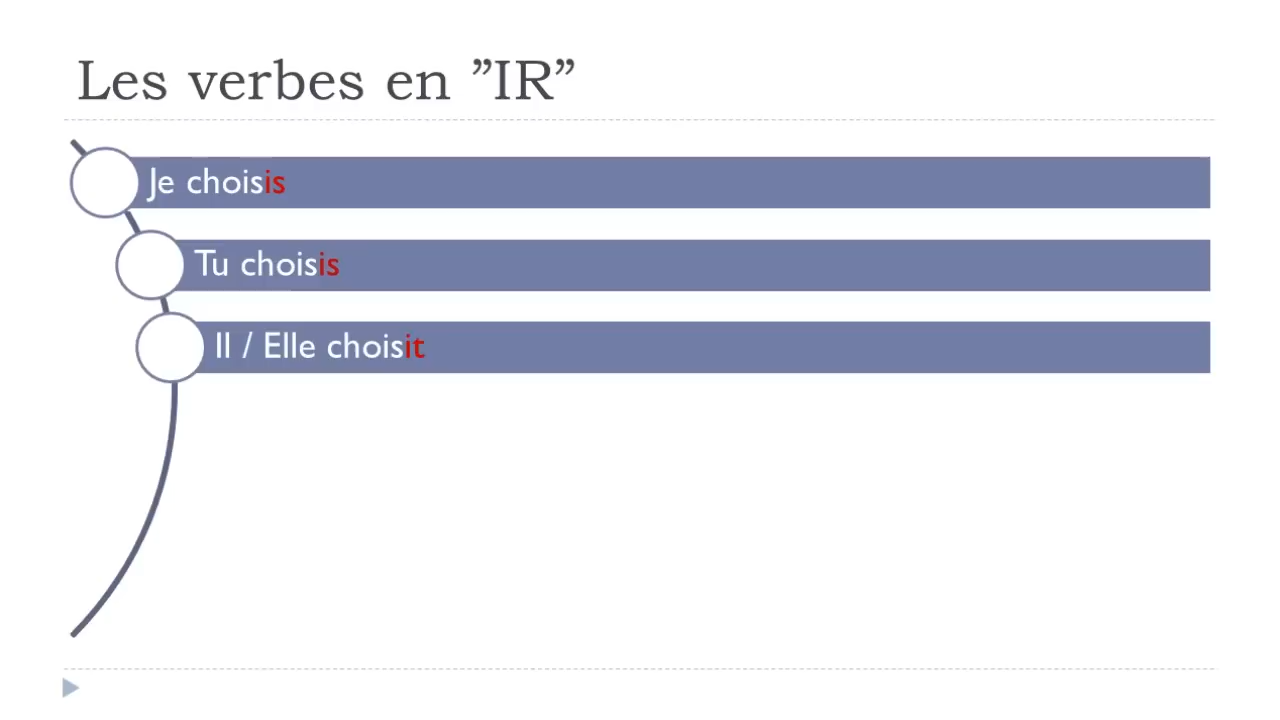 Les verbes en ”IR”
Je choisis
Tu choisis
Il / Elle choisit